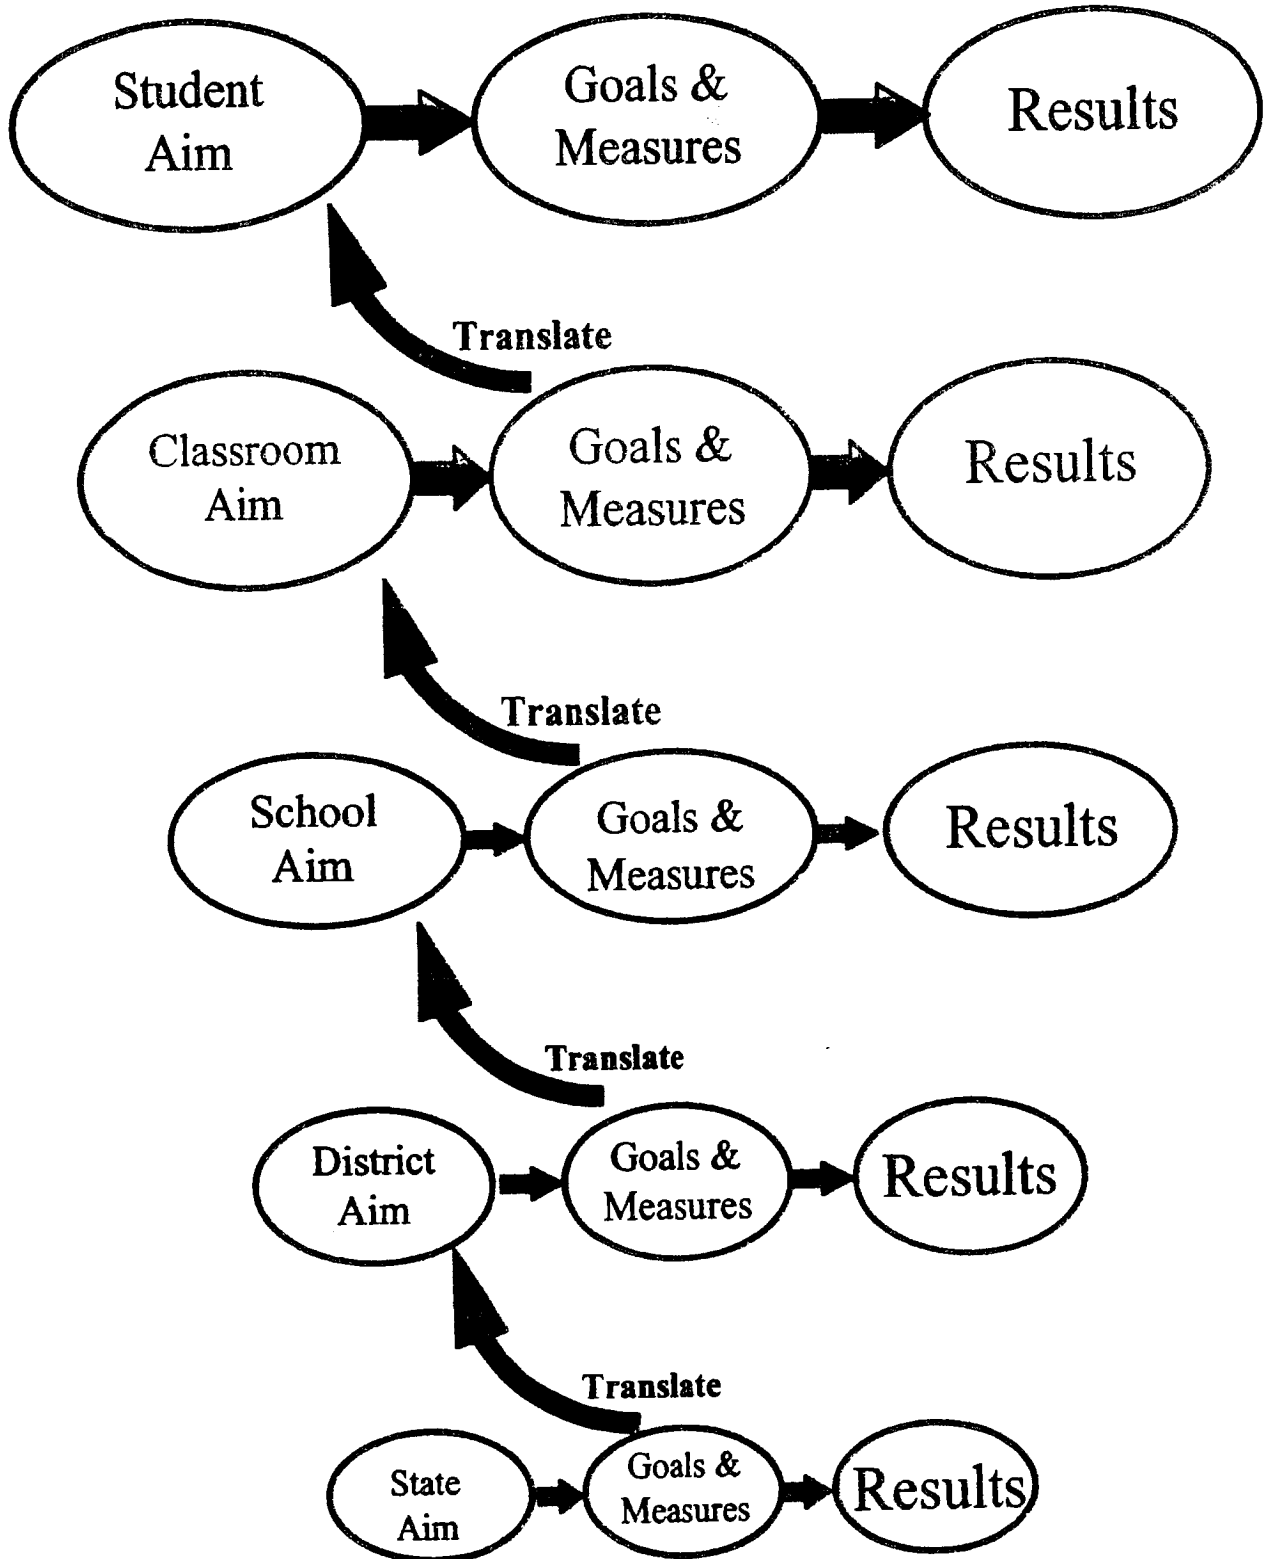 Student
Aim
Goals &
Measures
Results
Translate
Classroom
Aim
Goals &
Measures
Results
Translate
School
Aim
Goals &
Measures
Results
Translate
District
Aim
Goals &
Measures
Results
Translate
State
Aim
Goals &
Measures
Results